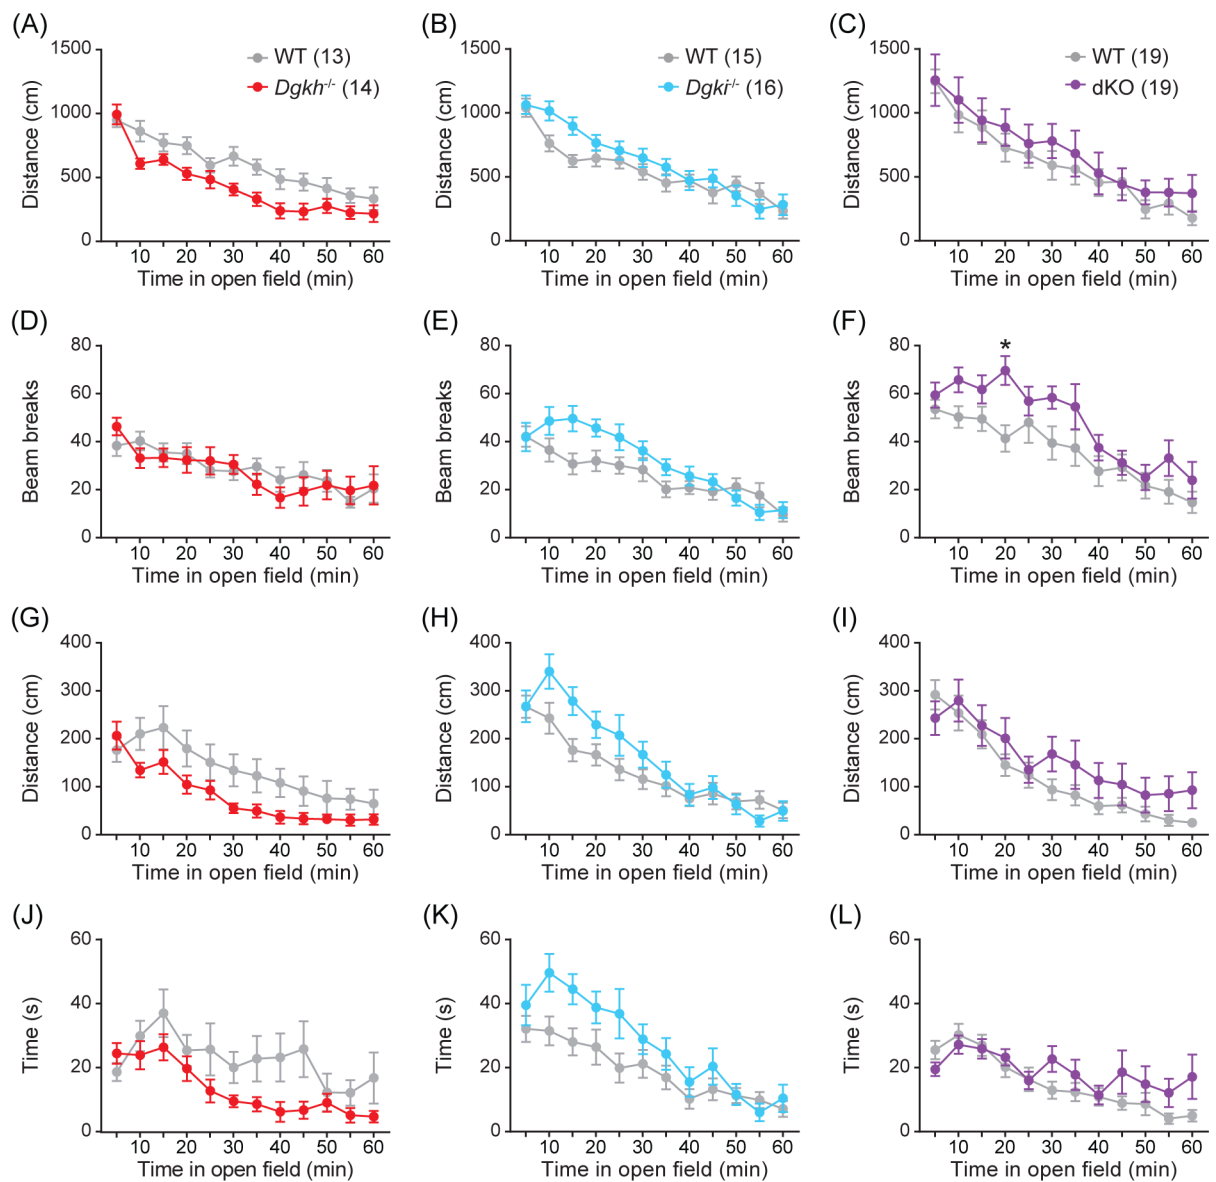 (A)
1500
1000
500
0
Distance (cm)
WT (13)
Dgkh-/- (14)
10 20 30 40 50 60
Time in open field (min)
(B)
1500
1000
500
0
Distance (cm)
WT (15)
Dgki-/- (16)
10 20 30 40 50 60
Time in open field (min)
(C)
1500
1000
500
0
Distance (cm)
WT (19)
dKO (19)
10 20 30 40 50 60
Time in open field (min)
(D)
80
60
40
20
0
Beam breaks
10 20 30 40 50 60
Time in open field (min)
(E)
80
60
40
20
0
Beam breaks
10 20 30 40 50 60
Time in open field (min)
(F)
80
60
40
20
0
Beam breaks
*
10 20 30 40 50 60
Time in open field (min)
(G)
400
300
200
100
0
Distance (cm)
10 20 30 40 50 60
Time in open field (min)
(H)
400
300
200
100
0
Distance (cm)
10 20 30 40 50 60
Time in open field (min)
(I)
400
300
200
100
0
Distance (cm)
10 20 30 40 50 60
Time in open field (min)
(J)
60
40
20
0
Time (s)
10 20 30 40 50 60
Time in open field (min)
(K)
60
40
20
0
Time (s)
10 20 30 40 50 60
Time in open field (min)
(L)
60
40
20
0
Time (s)
10 20 30 40 50 60
Time in open field (min)